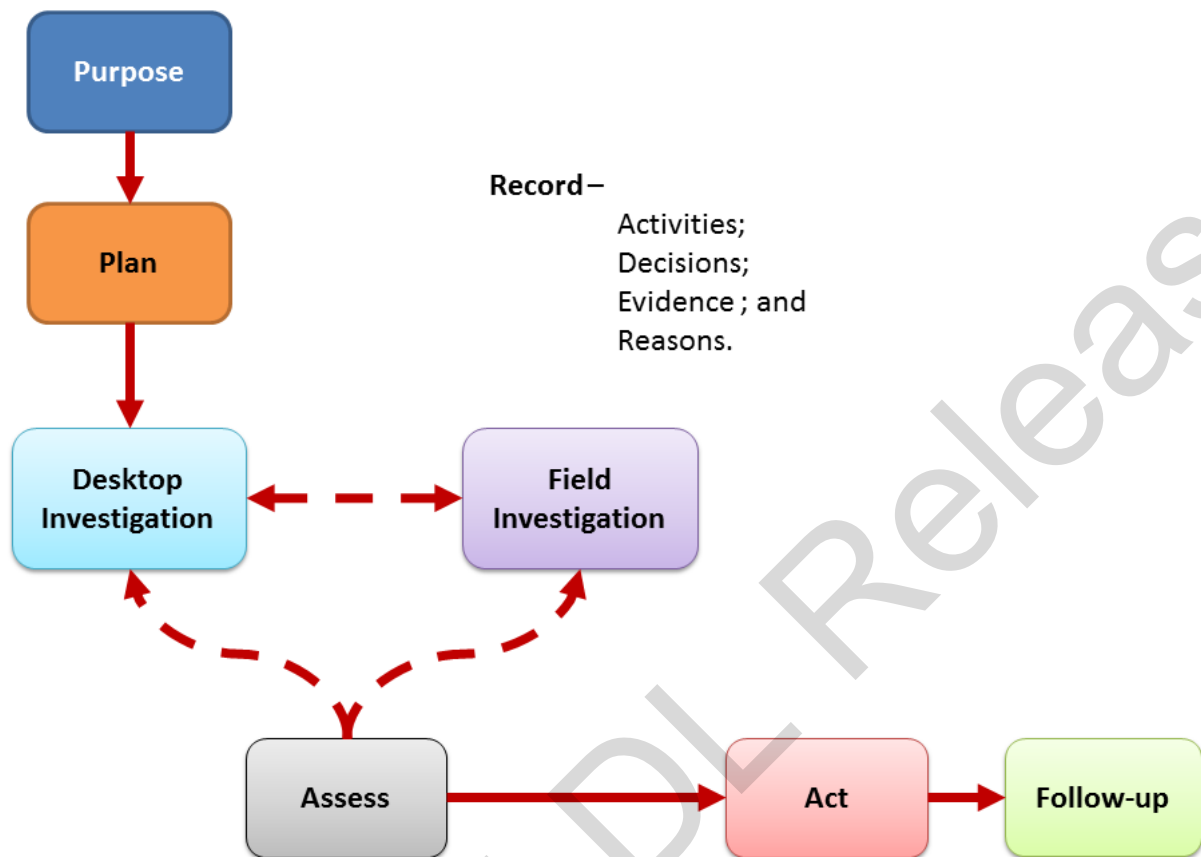 Purpose
Record –
Activities;
Plan
Decisions;
Evidence ; and
Reasons.
Desktop
Investigation
Field
Investigation
Assess
Act
Follow-up
DL Releas